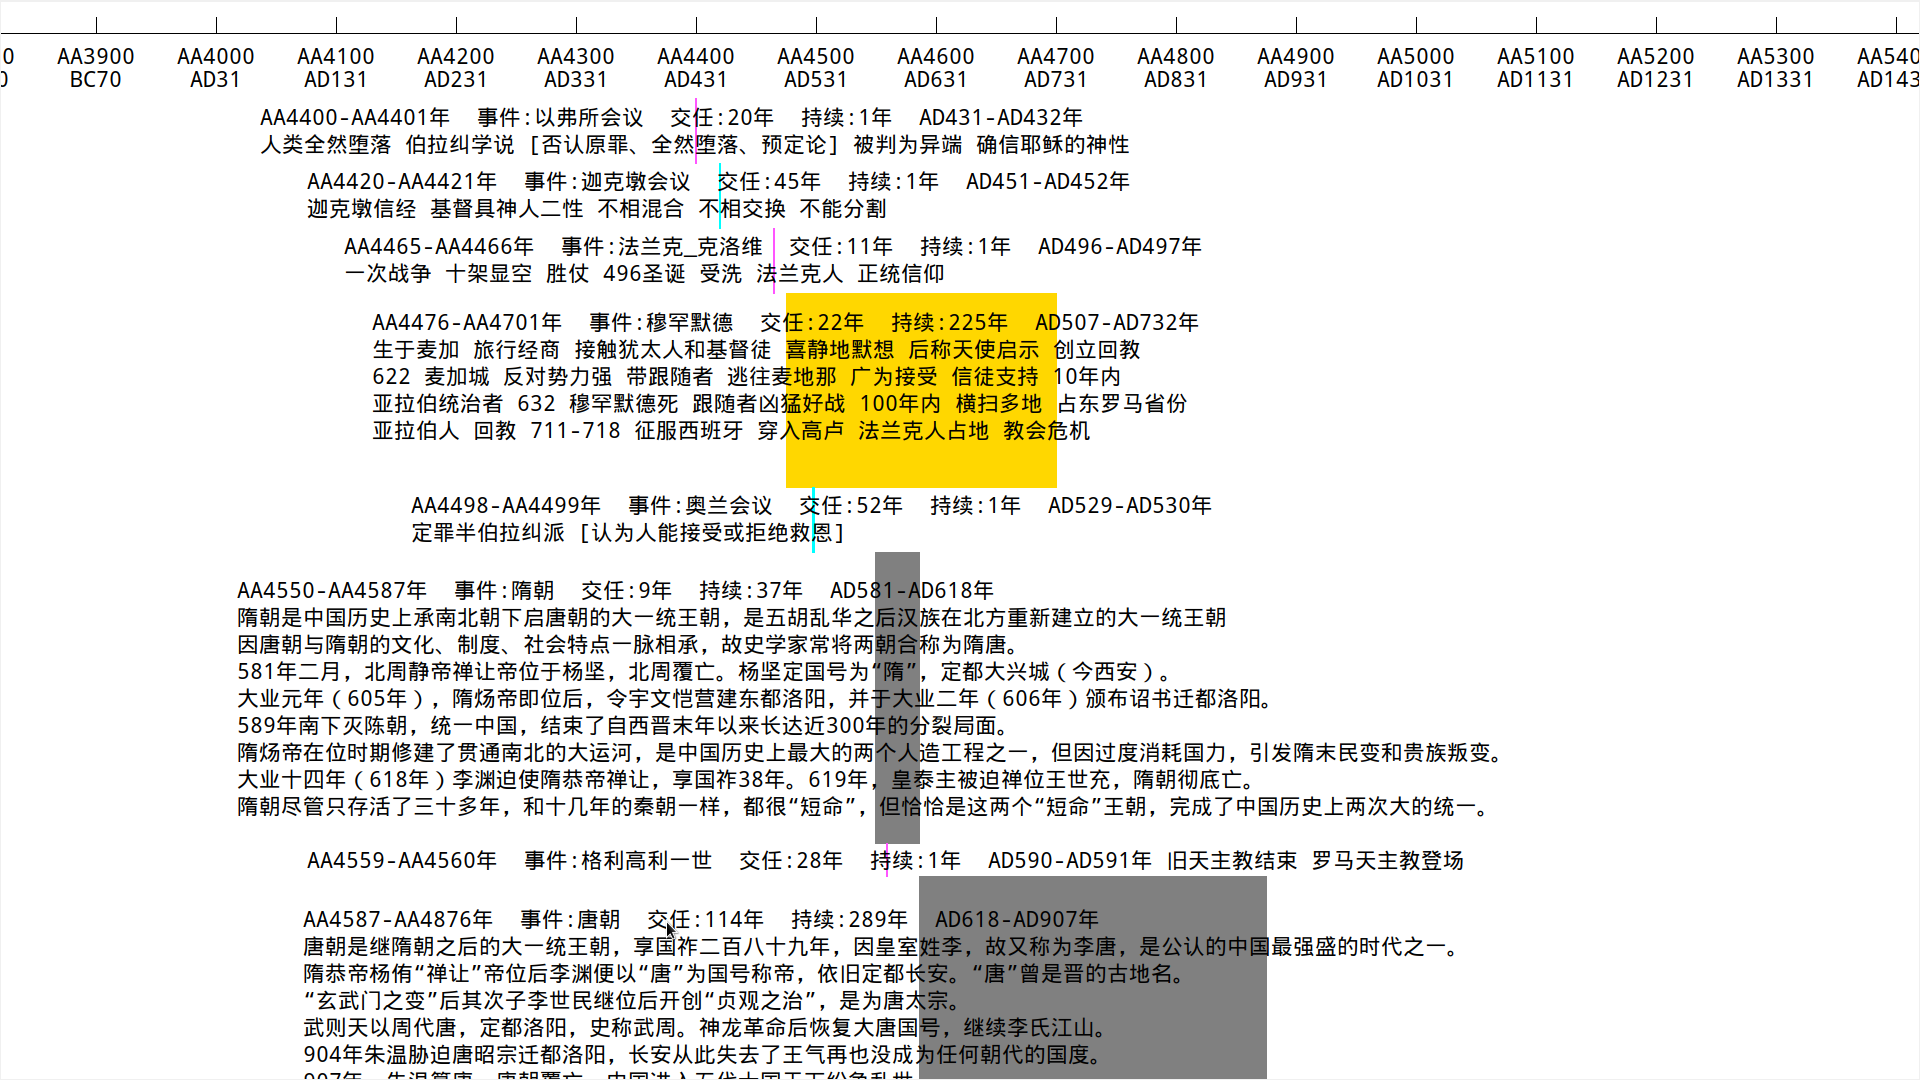 0 AA3900 AA4000 AA4100 AA4200 AA4300 AA4400 AA4500 AA4600 AA4700 AA4800 AA4900 AA5000 AA5100 AA5200 AA5300 AA540
0 BC70 AD31 AD131 AD231 AD331 AD431 AD531 AD631 AD731 AD831 AD931 AD1031 AD1131 AD1231 AD1331 AD143
AA4400-AA4401年 事件:以弗所会议 交任:20年 持续:1年 AD431-AD432年
人类全然堕落 伯拉纠学说 [否认原罪、全然堕落、预定论] 被判为异端 确信耶稣的神性
AA4420-AA4421年 事件:迦克墩会议 交任:45年 持续:1年 AD451-AD452年
迦克墩信经 基督具神人二性 不相混合 不相交换 不能分割
AA4465-AA4466年 事件:法兰克_克洛维 交任:11年 持续:1年 AD496-AD497年
一次战争 十架显空 胜仗 496圣诞 受洗 法兰克人 正统信仰
AA4476-AA4701年 事件:穆罕默德 交任:22年 持续:225年 AD507-AD732年
生于麦加 旅行经商 接触犹太人和基督徒 喜静地默想 后称天使启示 创立回教
622 麦加城 反对势力强 带跟随者 逃往麦地那 广为接受 信徒支持 10年内
亚拉伯统治者 632 穆罕默德死 跟随者凶猛好战 100年内 横扫多地 占东罗马省份
亚拉伯人 回教 711-718 征服西班牙 穿入高卢 法兰克人占地 教会危机
AA4498-AA4499年 事件:奥兰会议 交任:52年 持续:1年 AD529-AD530年
定罪半伯拉纠派 [认为人能接受或拒绝救恩]
AA4550-AA4587年 事件:隋朝 交任:9年 持续:37年 AD581-AD618年
隋朝是中国历史上承南北朝下启唐朝的大一统王朝，是五胡乱华之后汉族在北方重新建立的大一统王朝
因唐朝与隋朝的文化、制度、社会特点一脉相承，故史学家常将两朝合称为隋唐。
581年二月，北周静帝禅让帝位于杨坚，北周覆亡。杨坚定国号为“隋”，定都大兴城（今西安）。
大业元年（605年），隋炀帝即位后，令宇文恺营建东都洛阳，并于大业二年（606年）颁布诏书迁都洛阳。
589年南下灭陈朝，统一中国，结束了自西晋末年以来长达近300年的分裂局面。
隋炀帝在位时期修建了贯通南北的大运河，是中国历史上最大的两个人造工程之一，但因过度消耗国力，引发隋末民变和贵族叛变。
大业十四年（618年）李渊迫使隋恭帝禅让，享国祚38年。619年，皇泰主被迫禅位王世充，隋朝彻底亡。
隋朝尽管只存活了三十多年，和十几年的秦朝一样，都很“短命”，但恰恰是这两个“短命”王朝，完成了中国历史上两次大的统一。
AA4559-AA4560年 事件:格利高利一世 交任:28年 持续:1年 AD590-AD591年 旧天主教结束 罗马天主教登场
AA4587-AA4876年 事件:唐朝 交任:114年 持续:289年 AD618-AD907年
唐朝是继隋朝之后的大一统王朝，享国祚二百八十九年，因皇室姓李，故又称为李唐，是公认的中国最强盛的时代之一。
隋恭帝杨侑“禅让”帝位后李渊便以“唐”为国号称帝，依旧定都长安。“唐”曾是晋的古地名。
“玄武门之变”后其次子李世民继位后开创“贞观之治”，是为唐太宗。
武则天以周代唐，定都洛阳，史称武周。神龙革命后恢复大唐国号，继续李氏江山。
904年朱温胁迫唐昭宗迁都洛阳，长安从此失去了王气再也没成为任何朝代的国度。